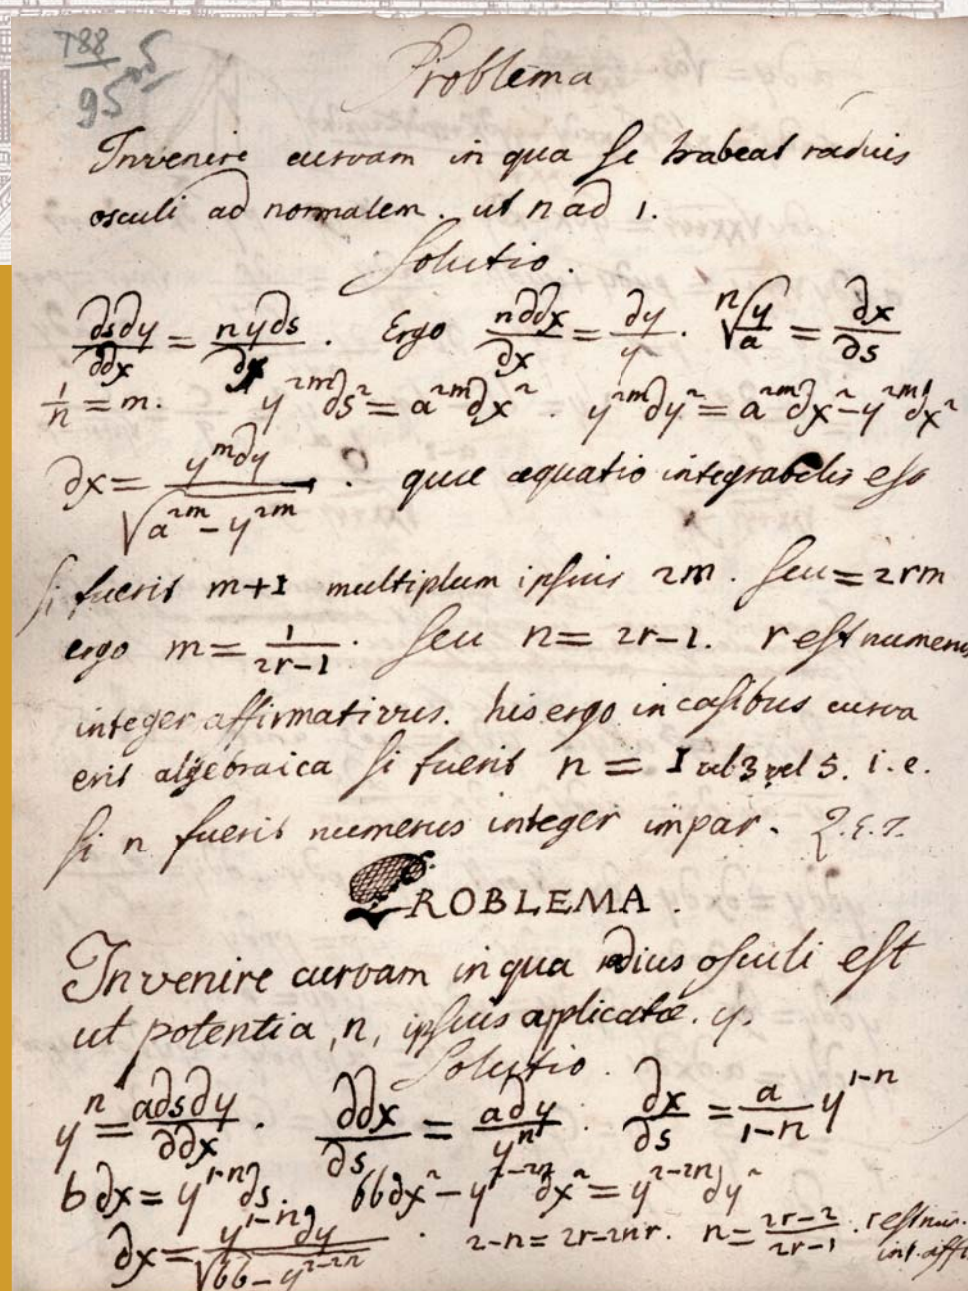 788
95
Problema
Invenire curvam in qua se habeat radius
osculi ad normalem. ut n ad 1.
Solutio.
∂s∂y/∂∂x = ny∂s/∂x. Ergo n∂∂x/∂x = ∂y/y. ⁿ√(y/a) = ∂x/∂s
1/n = m. y^2m ∂s² = a^2m ∂x². y^2m ∂y² = a^2m ∂x² – y^2m ∂x²
∂x = y^m ∂y/√(a^2m – y^2m). quae aequatio integrabilis est
si fuerit m+1 multiplum ipsius 2m. seu = 2rm
ergo m = 1/(2r–1). seu n = 2r–1. r est numerus
integer affirmativus. his ergo in casibus curva
erit algebraica si fuerit n = 1 vel 3 vel 5. i.e.
si n fuerit numerus integer impar. Q.E.I.
PROBLEMA.
Invenire curvam in qua radius osculi est
ut potentia, n, ipsius applicatae. y.
Solutio.
y^n = a∂s∂y/∂∂x. ∂∂x/∂s = a∂y/y^n. ∂x/∂s = a/(1–n) y^1–n
b∂x = y^1–n ∂s. bb∂x² – y^2–2n ∂x² = y^2–2n ∂y²
∂x = y^1–n ∂y/√(bb – y^2–2n). 2–n = 2r–2nr. n = (2r–2)/(2r–1). r est nu.
int. aff.